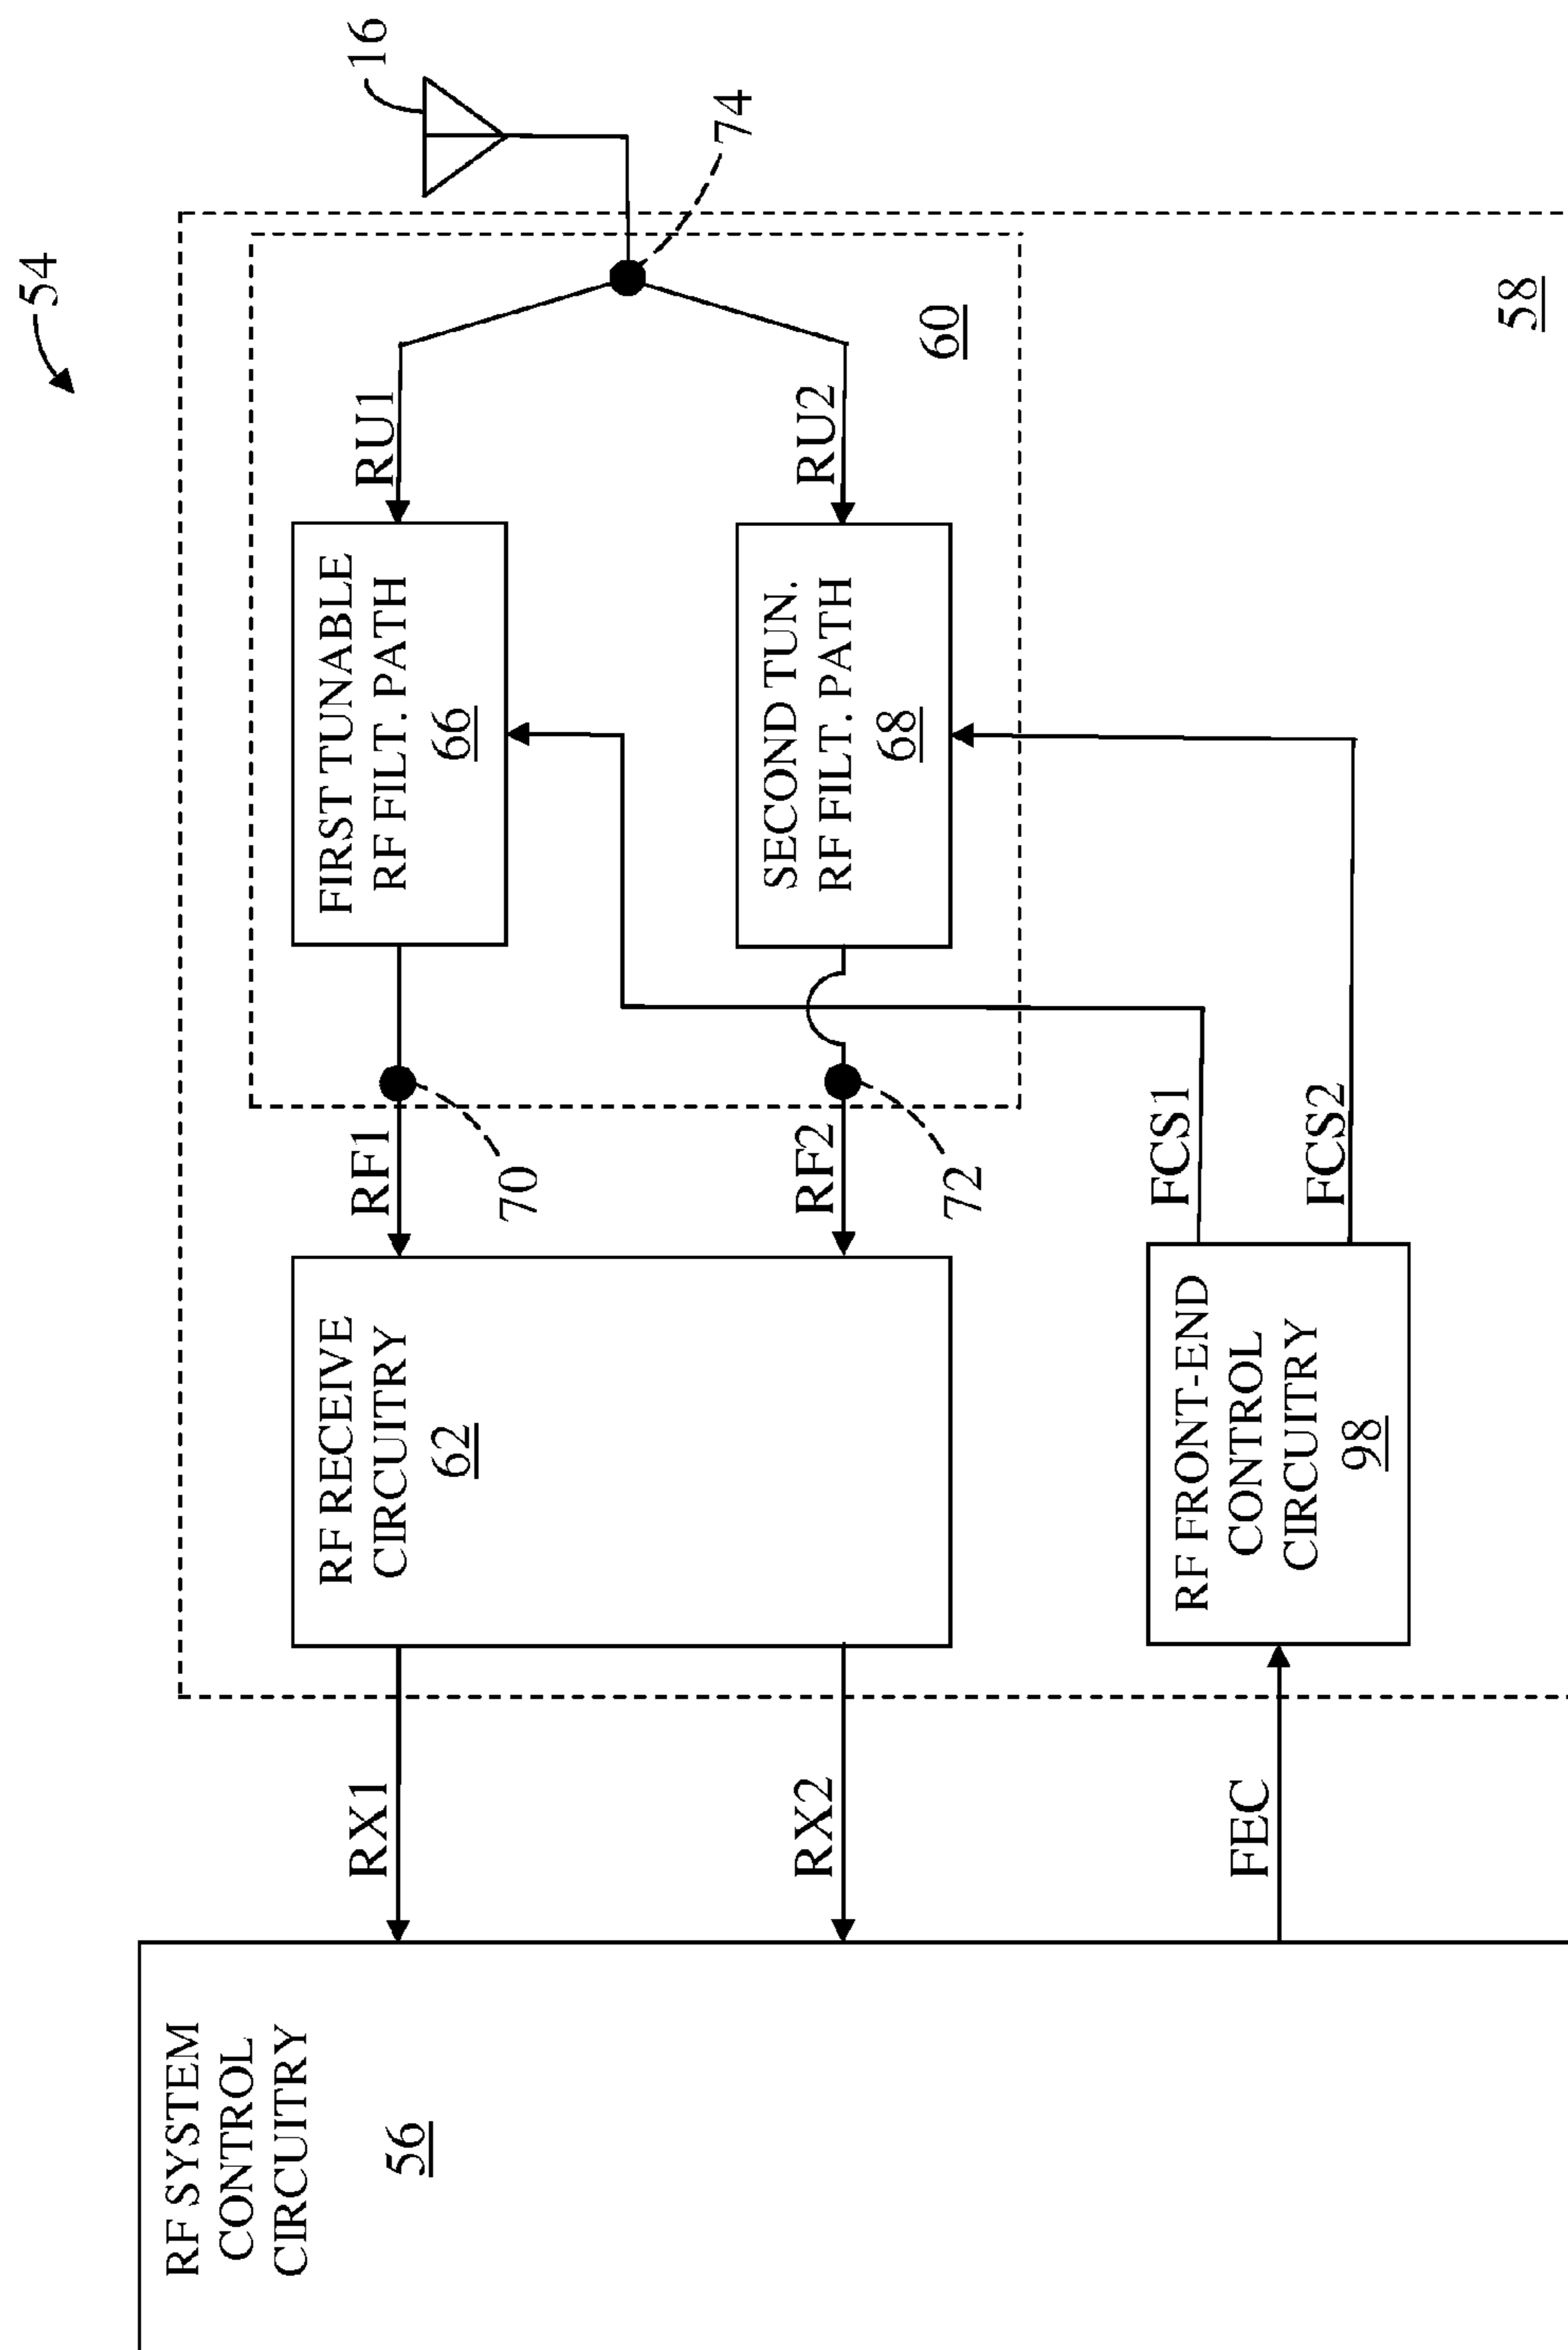 54
16
RF SYSTEM
CONTROL
CIRCUITRY
56
RX1
RX2
FEC
RF RECEIVE
CIRCUITRY
62
RF1
70
RF2
72
FIRST TUNABLE
RF FILT. PATH
66
RU1
SECOND TUN.
RF FILT. PATH
68
RU2
74
60
RF FRONT-END
CONTROL
CIRCUITRY
98
FCS1
FCS2
58